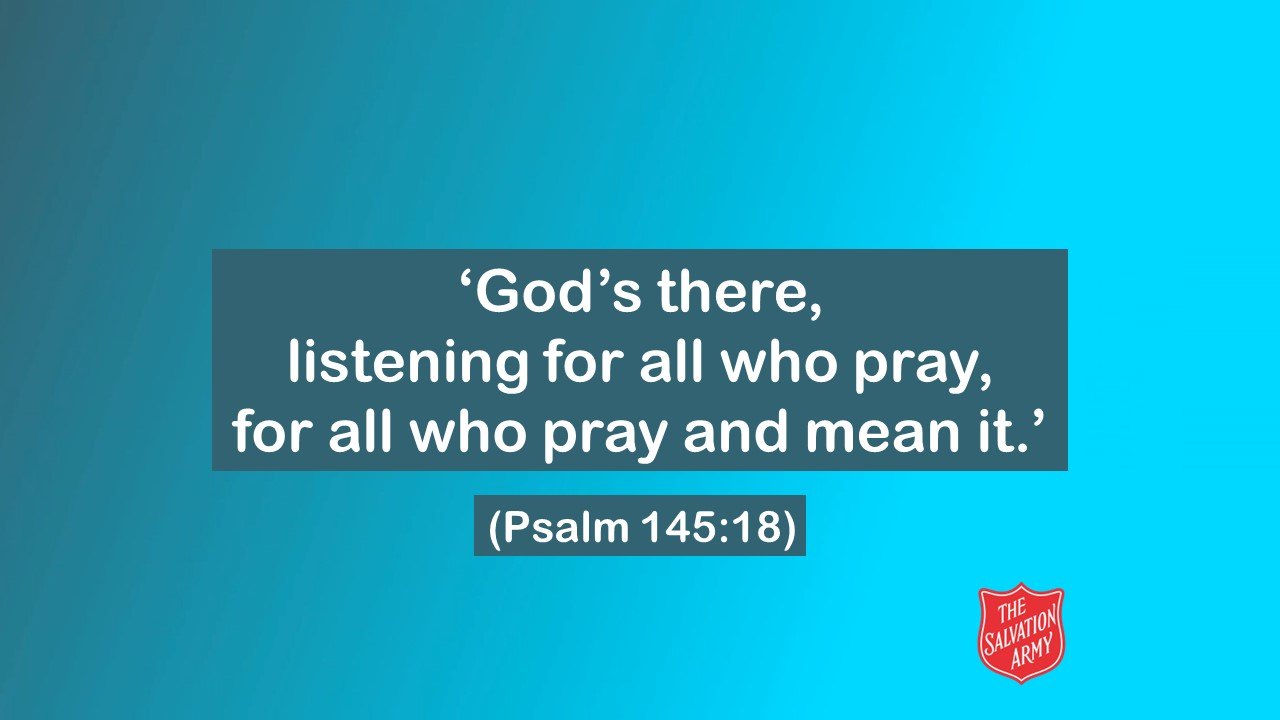 ‘God’s there,
listening for all who pray,
for all who pray and mean it.’
(Psalm 145:18)
THE
SALVATION
ARMY